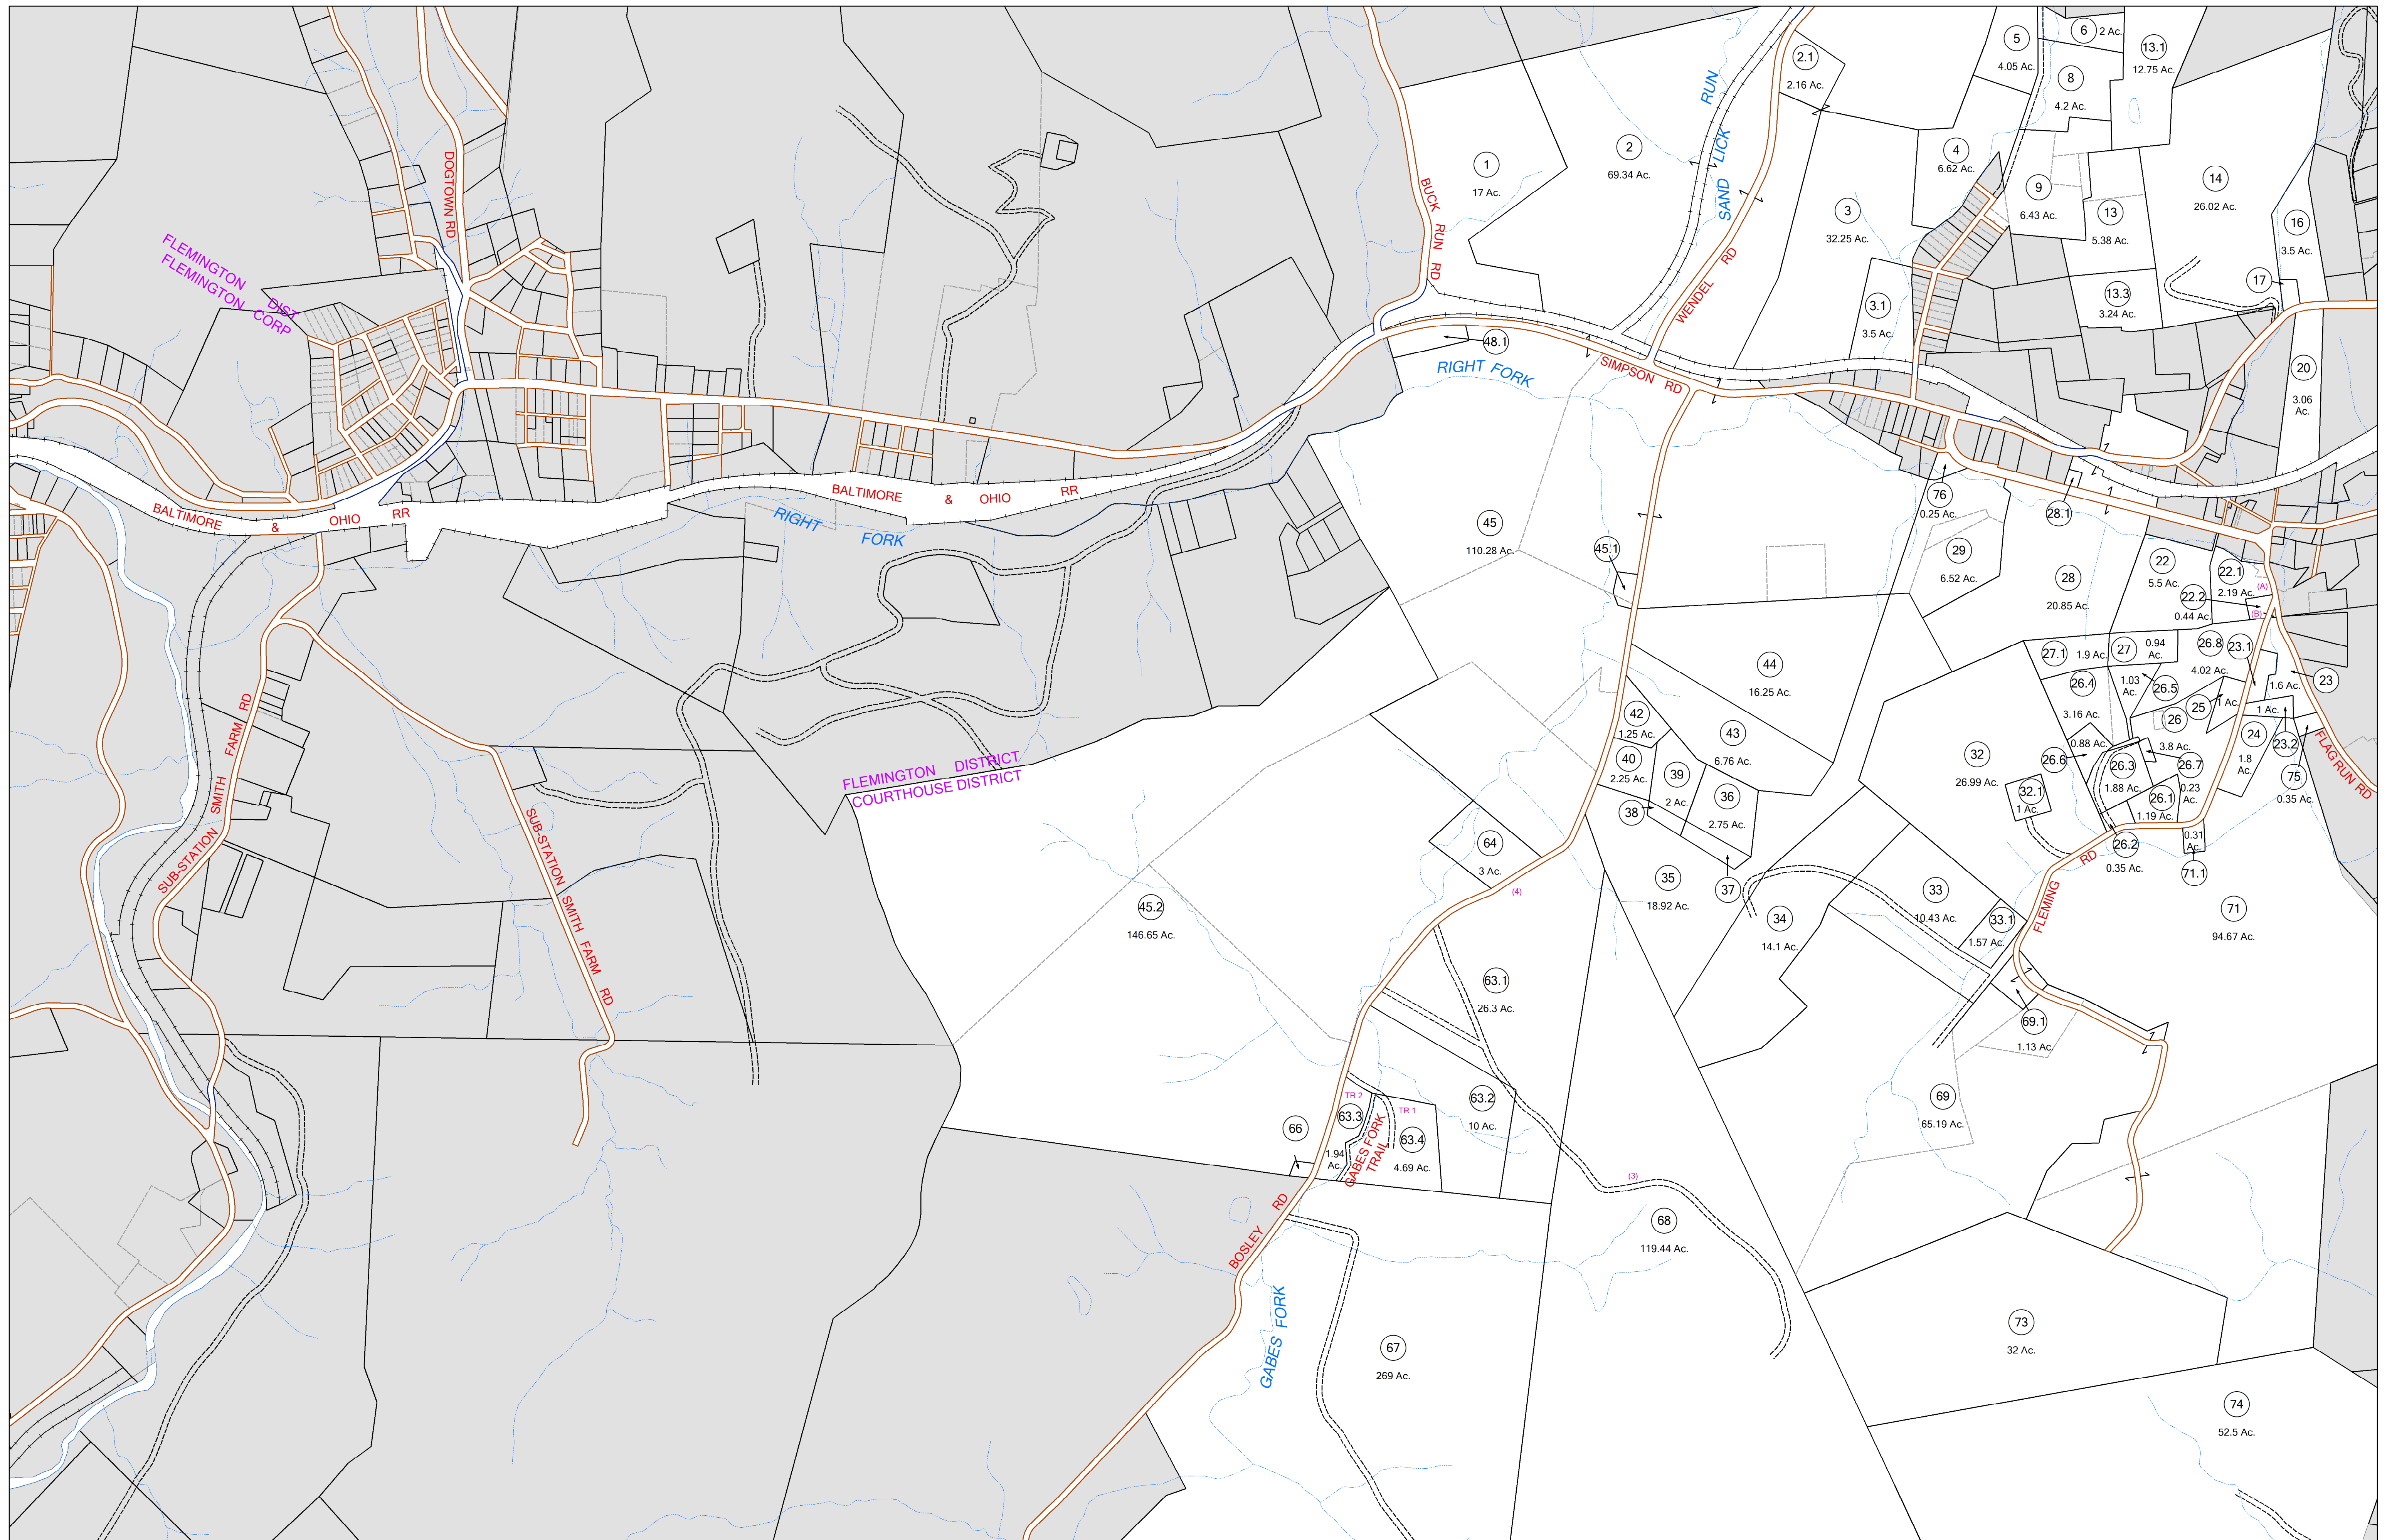 DOGTOWN RD
FLEMINGTON DIST
FLEMINGTON CORP
BUCK RUN RD
1
17 Ac.
2
69.34 Ac.
SAND LICK RUN
WENDEL RD
2.1
2.16 Ac.
3
32.25 Ac.
3.1
3.5 Ac.
4
6.62 Ac.
5
4.05 Ac.
6
2 Ac.
8
4.2 Ac.
9
6.43 Ac.
13.1
12.75 Ac.
13
5.38 Ac.
13.3
3.24 Ac.
14
26.02 Ac.
16
3.5 Ac.
17
20
3.06
Ac.
48.1
RIGHT FORK
SIMPSON RD
BALTIMORE & OHIO RR
BALTIMORE & OHIO RR
RIGHT FORK
45
110.28 Ac.
45.1
76
0.25 Ac.
28.1
29
6.52 Ac.
28
20.85 Ac.
22
5.5 Ac.
22.1
2.19 Ac.
(A)
22.2
0.44 Ac.
(B)
27.1
1.9 Ac.
27
0.94
Ac.
26.8
4.02 Ac.
23.1
23
1.6 Ac.
26.4
3.16 Ac.
1.03
Ac.
26.5
25
1 Ac.
26
3.8 Ac.
1 Ac.
23.2
24
1.8
Ac.
75
0.35 Ac.
FLAG RUN RD
26.6
0.88 Ac.
26.3
1.88 Ac.
26.7
0.23
Ac.
26.1
1.19 Ac.
26.2
0.35 Ac.
0.31
Ac.
71.1
71
94.67 Ac.
32
26.99 Ac.
32.1
1 Ac.
FLEMING RD
44
16.25 Ac.
43
6.76 Ac.
42
1.25 Ac.
40
2.25 Ac.
39
2 Ac.
38
36
2.75 Ac.
37
35
18.92 Ac.
34
14.1 Ac.
33
10.43 Ac.
33.1
1.57 Ac.
69.1
1.13 Ac.
69
65.19 Ac.
SUB-STATION SMITH FARM RD
SUB-STATION SMITH FARM RD
FLEMINGTON DISTRICT
COURTHOUSE DISTRICT
45.2
146.65 Ac.
64
3 Ac.
(4)
63.1
26.3 Ac.
63.2
10 Ac.
TR 2
63.3
1.94
Ac.
TR 1
63.4
4.69 Ac.
GABES FORK
TRAIL
66
(3)
68
119.44 Ac.
BOSLEY RD
GABES FORK
67
269 Ac.
73
32 Ac.
74
52.5 Ac.